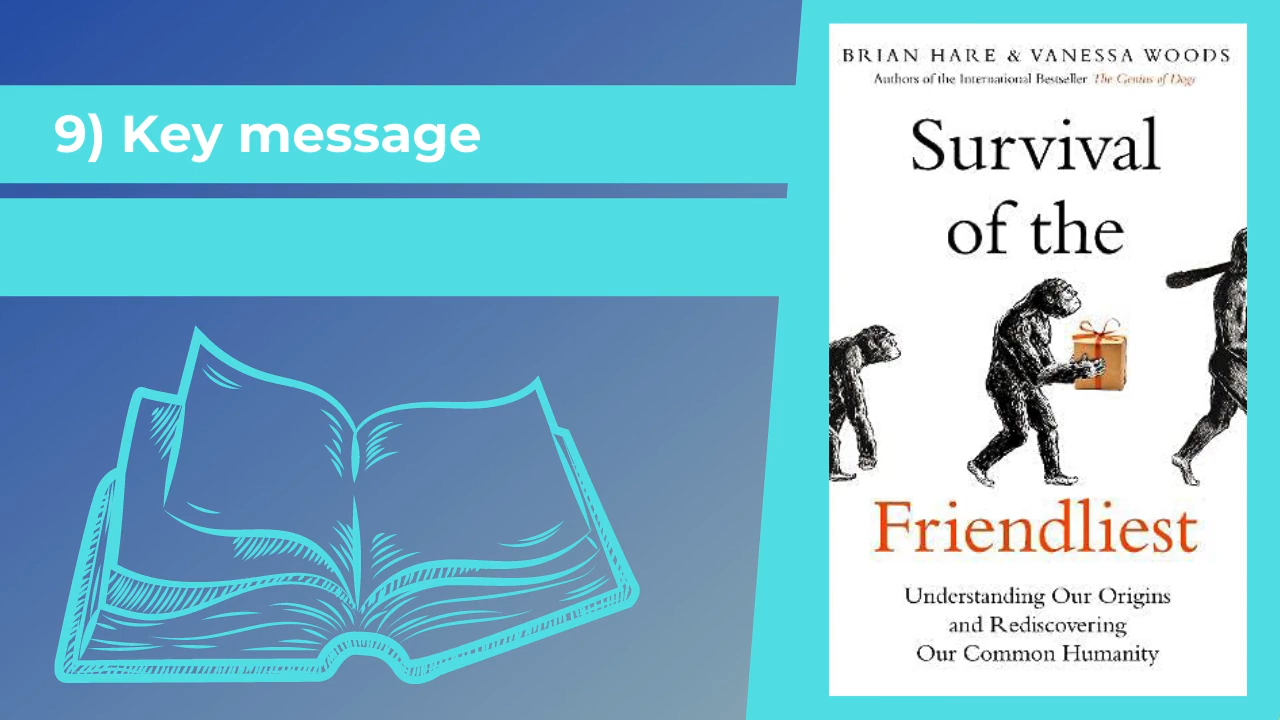 9) Key message
BRIAN HARE & VANESSA WOODS
Authors of the International Bestseller The Genius of Dogs
Survival
of the
Friendliest
Understanding Our Origins
and Rediscovering
Our Common Humanity